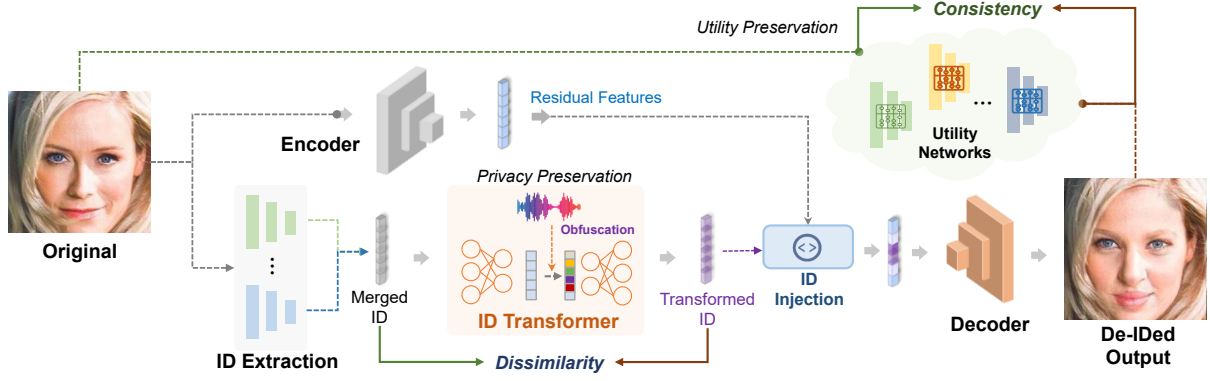 Utility Preservation
Consistency
Original
Encoder
Residual Features
Utility
Networks
...
Privacy Preservation
Obfuscation
...
ID Extraction
Merged
ID
ID Transformer
Transformed
ID
< >
ID
Injection
Decoder
De-IDed
Output
Dissimilarity